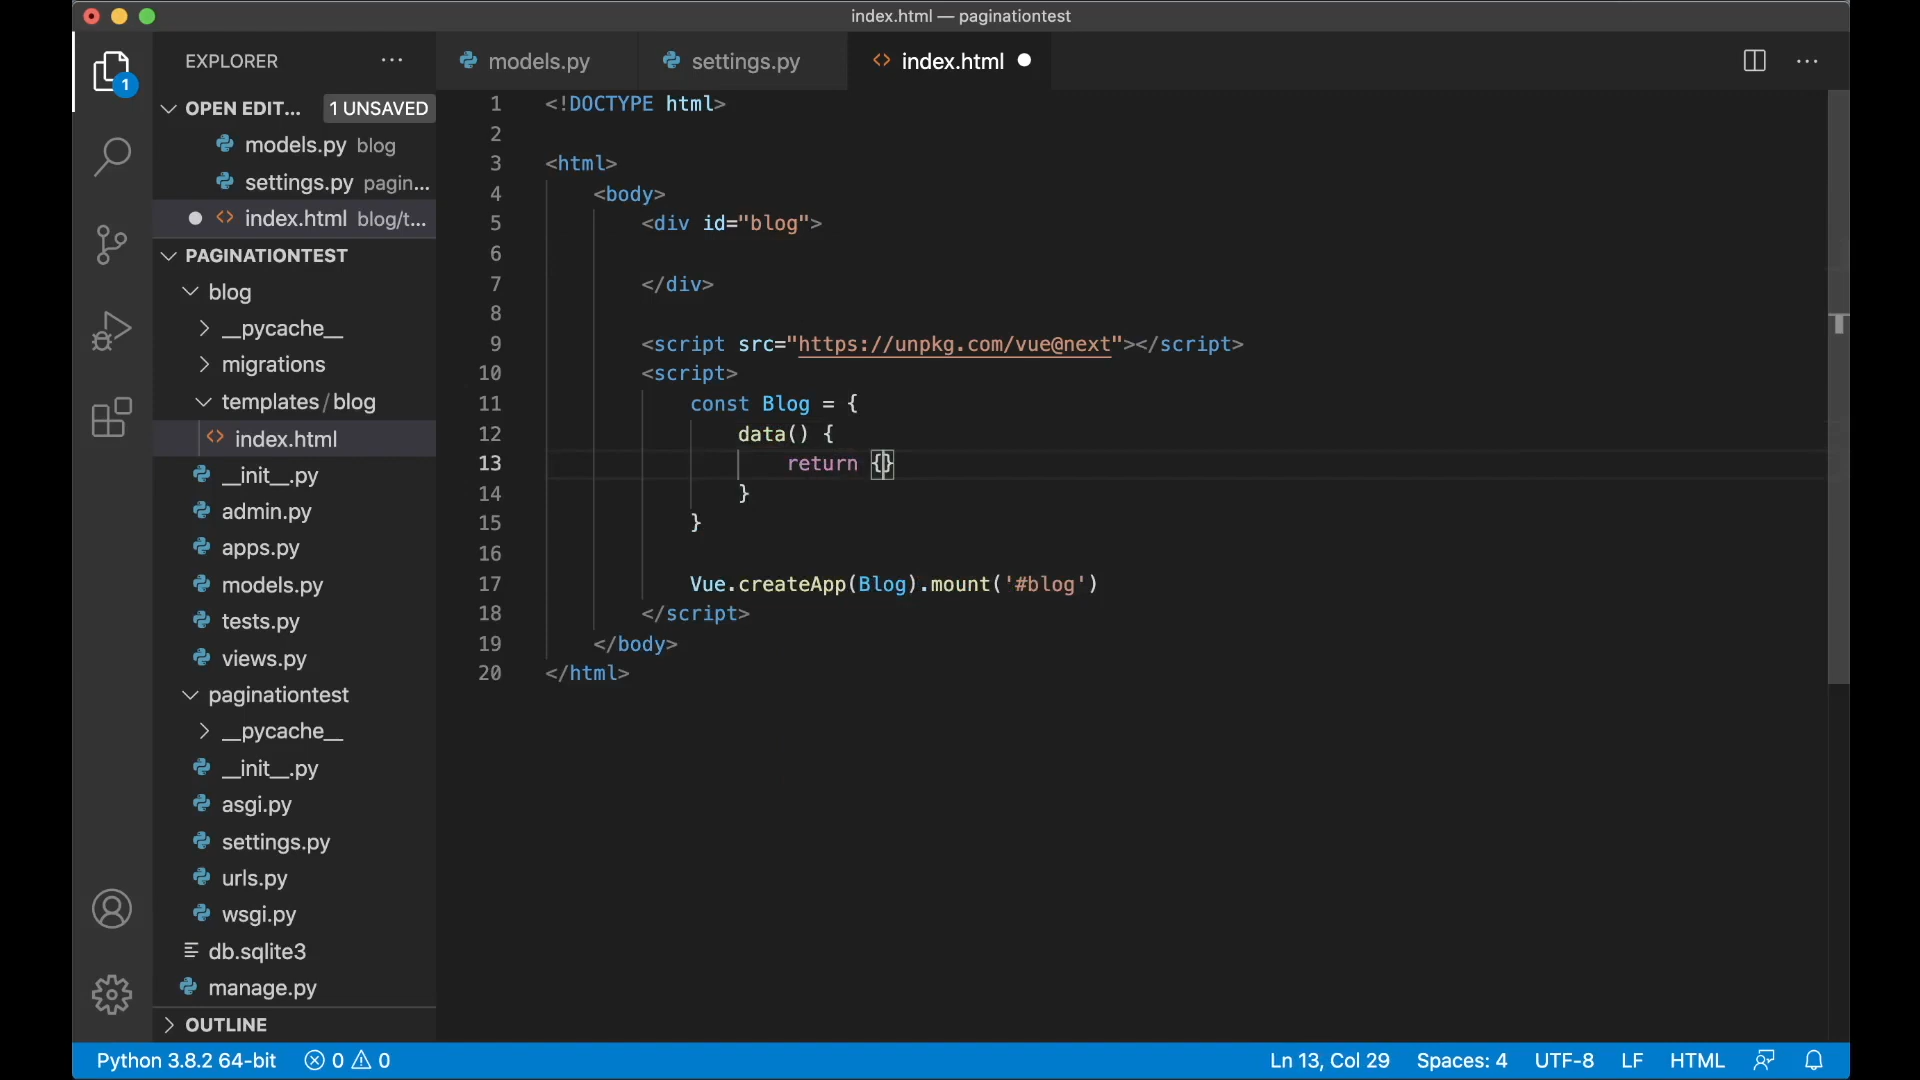 index.html — paginationtest
EXPLORER ···
1
OPEN EDIT... 1 UNSAVED
models.py blog
settings.py pagin...
index.html blog/t...
PAGINATIONTEST
blog
__pycache__
migrations
templates / blog
index.html
__init__.py
admin.py
apps.py
models.py
tests.py
views.py
paginationtest
__pycache__
__init__.py
asgi.py
settings.py
urls.py
wsgi.py
db.sqlite3
manage.py
OUTLINE
models.py settings.py index.html
1 <!DOCTYPE html>
2
3 <html>
4 <body>
5 <div id="blog">
6
7 </div>
8
9 <script src="https://unpkg.com/vue@next"></script>
10 <script>
11 const Blog = {
12 data() {
13 return {}
14 }
15 }
16
17 Vue.createApp(Blog).mount('#blog')
18 </script>
19 </body>
20 </html>
Python 3.8.2 64-bit 0 0 Ln 13, Col 29 Spaces: 4 UTF-8 LF HTML